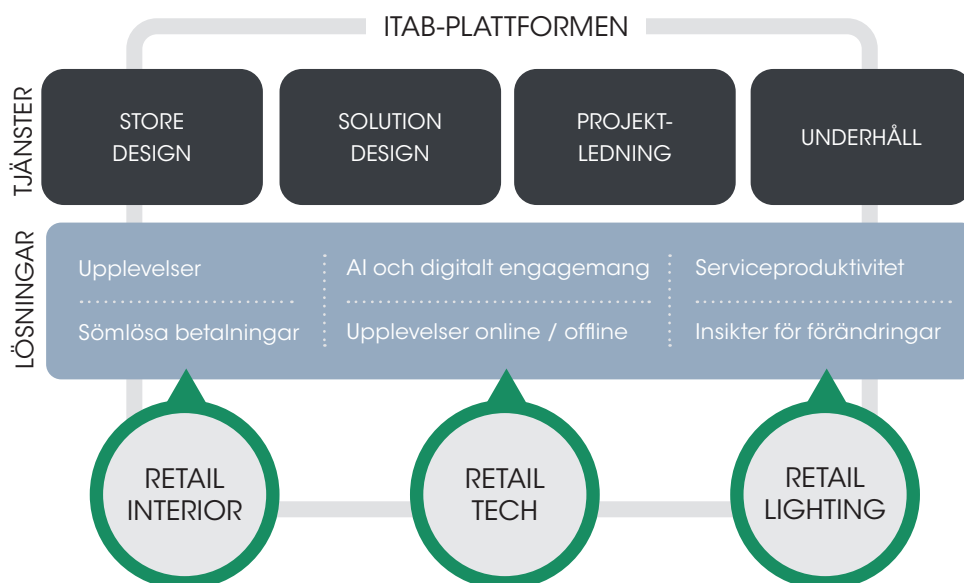 ITAB-PLATTFORMEN
TJÄNSTER
STORE
DESIGN
SOLUTION
DESIGN
PROJEKT-
LEDNING
UNDERHÅLL
LÖSNINGAR
Upplevelser
AI och digitalt engagemang
Serviceproduktivitet
Sömlösa betalningar
Upplevelser online / offline
Insikter för förändringar
RETAIL
INTERIOR
RETAIL
TECH
RETAIL
LIGHTING